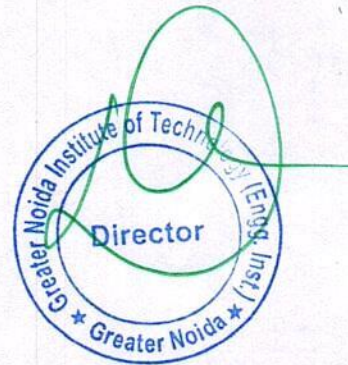 Greater Noida Institute of Technology (Engg. Inst.)
Director
★ Greater Noida ★